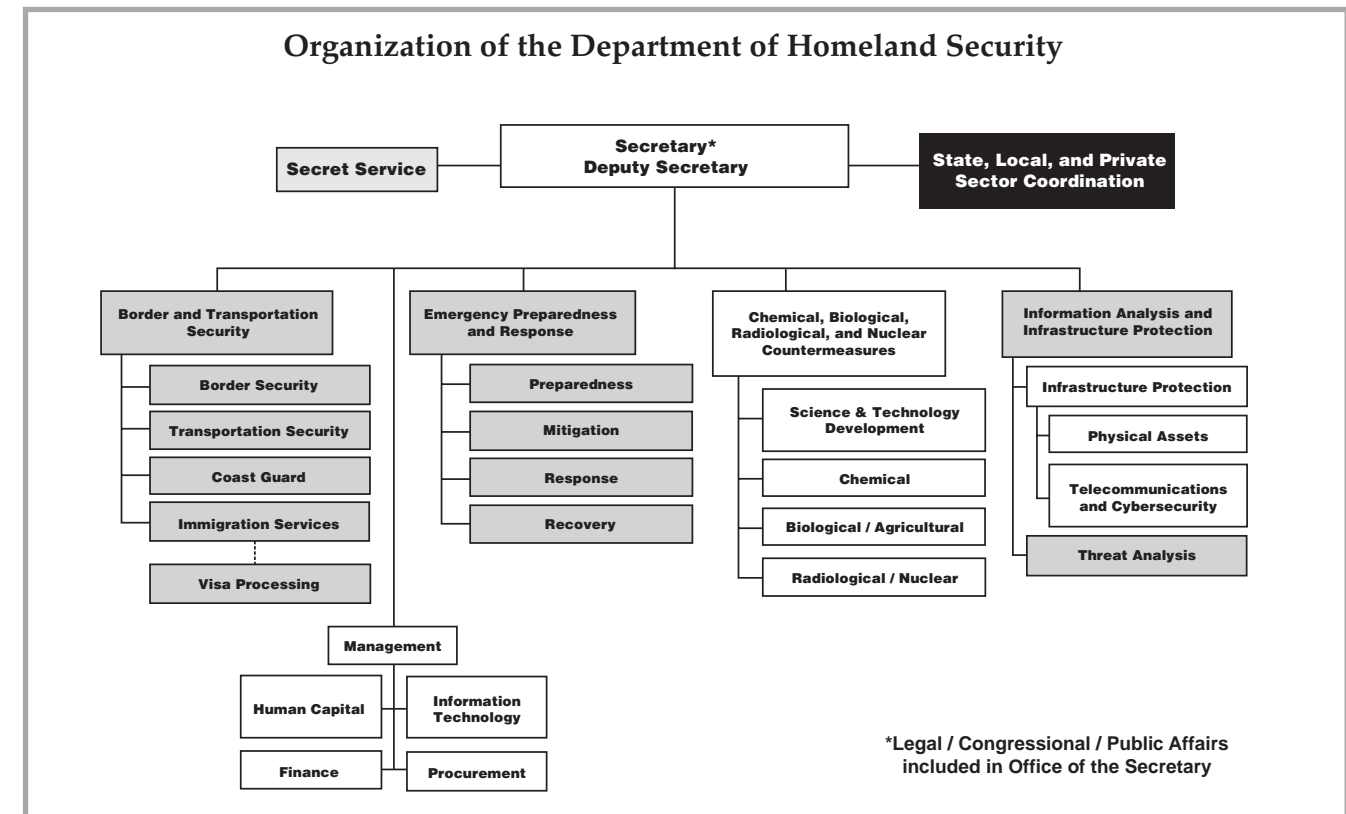 Organization of the Department of Homeland Security
Secret Service
Secretary*
Deputy Secretary
State, Local, and Private
Sector Coordination
Border and Transportation
Security
Border Security
Transportation Security
Coast Guard
Immigration Services
Visa Processing
Emergency Preparedness
and Response
Preparedness
Mitigation
Response
Recovery
Chemical, Biological,
Radiological, and Nuclear
Countermeasures
Science & Technology
Development
Chemical
Biological / Agricultural
Radiological / Nuclear
Information Analysis and
Infrastructure Protection
Infrastructure Protection
Physical Assets
Telecommunications
and Cybersecurity
Threat Analysis
Management
Human Capital
Information
Technology
Finance
Procurement
*Legal / Congressional / Public Affairs
included in Office of the Secretary